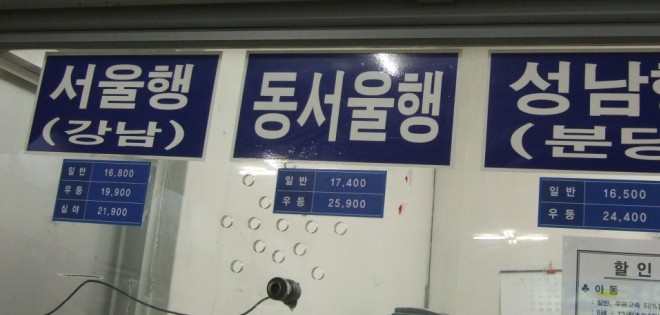 서울행
(강남)
일반 16,800
우등 19,900
심야 21,900
동서울행
일반 17,400
우등 25,900
성남
(분당
일반 16,500
우등 24,400
할 인
♣ 아 동